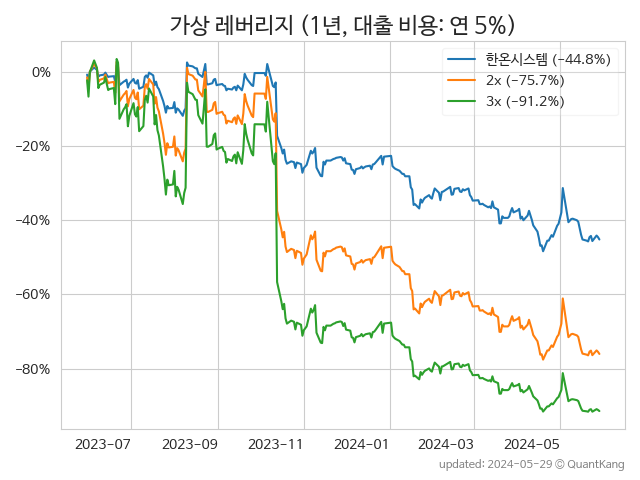 가상 레버리지 (1년, 대출 비용: 연 5%)
한온시스템 (−44.8%)
2x (−75.7%)
3x (−91.2%)
0%
−20%
−40%
−60%
−80%
2023-07 2023-09 2023-11 2024-01 2024-03 2024-05
updated: 2024-05-29 © QuantKang